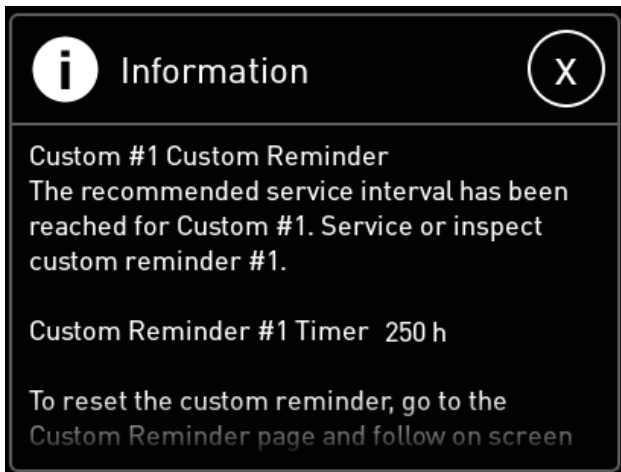 i Information X
Custom #1 Custom Reminder
The recommended service interval has been
reached for Custom #1. Service or inspect
custom reminder #1.
Custom Reminder #1 Timer 250 h
To reset the custom reminder, go to the
Custom Reminder page and follow on screen